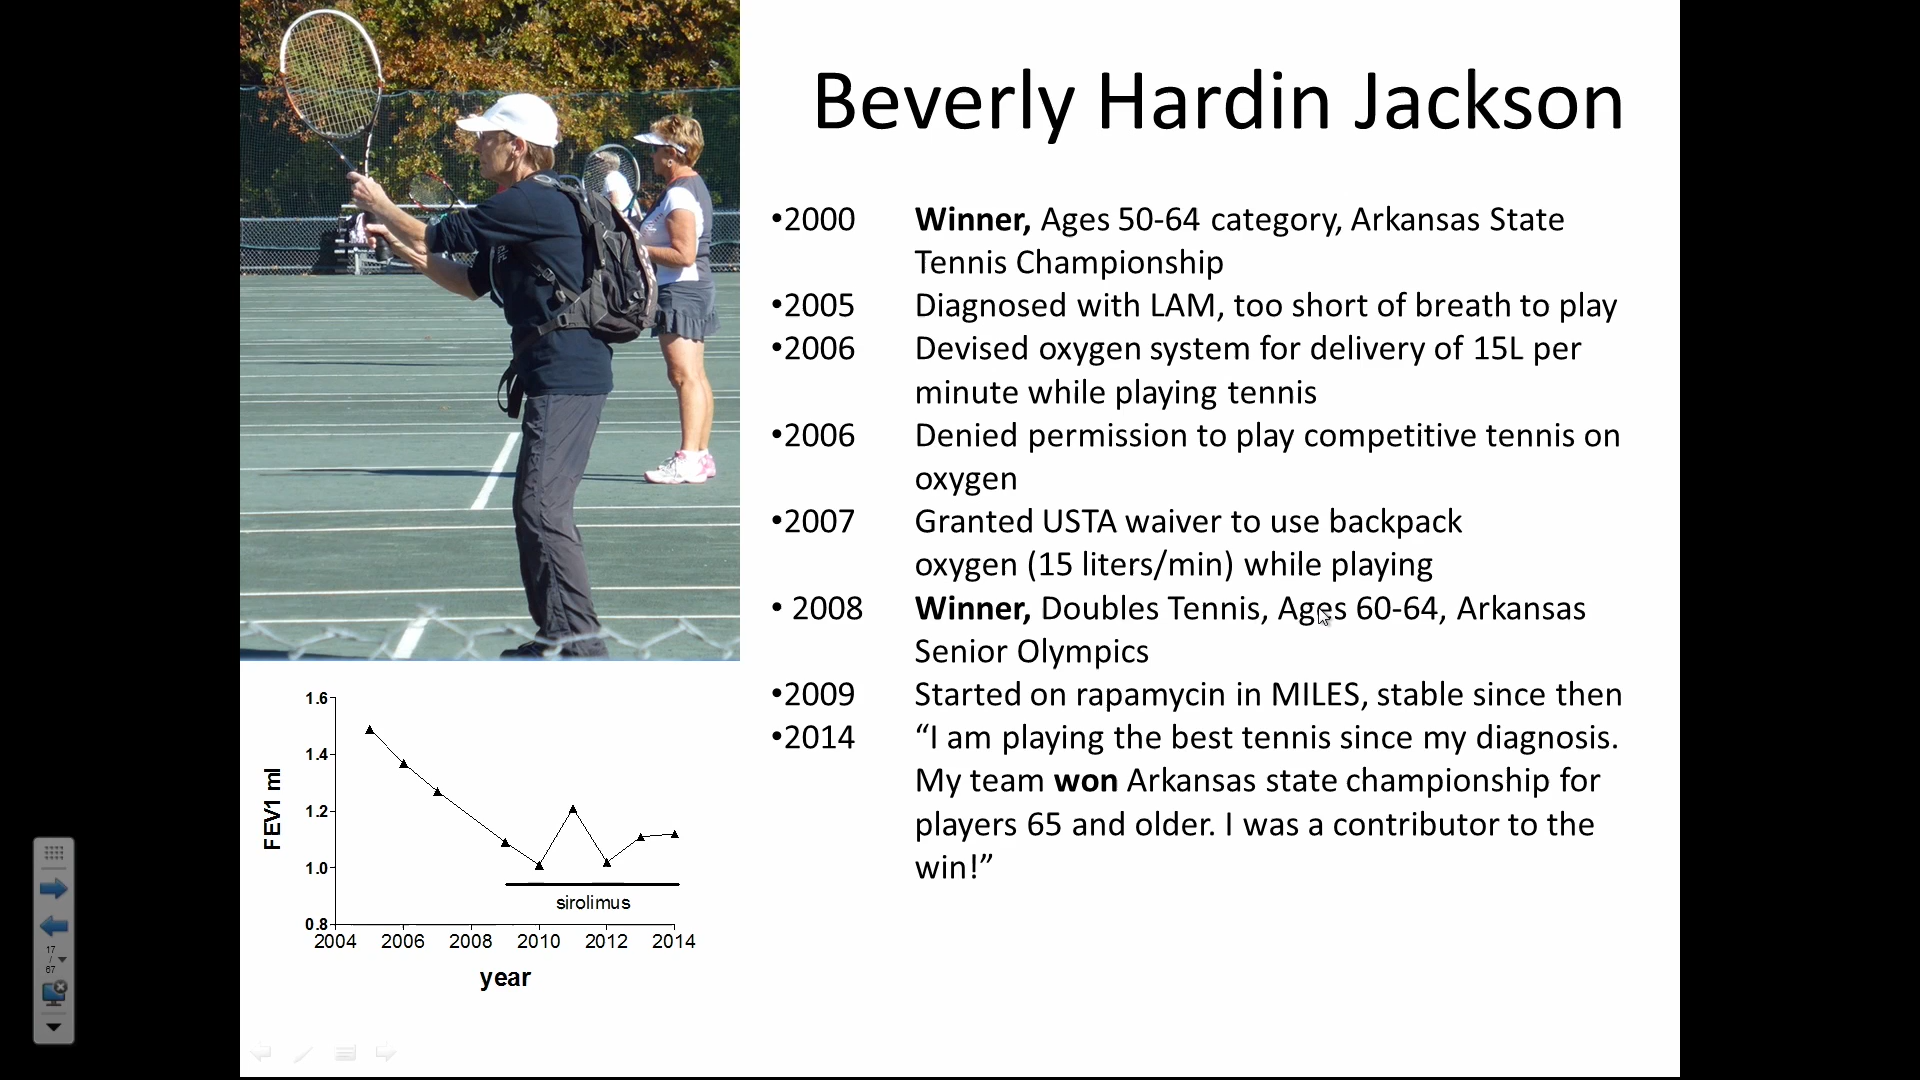 Beverly Hardin Jackson
•2000 Winner, Ages 50-64 category, Arkansas State
Tennis Championship
•2005 Diagnosed with LAM, too short of breath to play
•2006 Devised oxygen system for delivery of 15L per
minute while playing tennis
•2006 Denied permission to play competitive tennis on
oxygen
•2007 Granted USTA waiver to use backpack
oxygen (15 liters/min) while playing
• 2008 Winner, Doubles Tennis, Ages 60-64, Arkansas
Senior Olympics
•2009 Started on rapamycin in MILES, stable since then
•2014 “I am playing the best tennis since my diagnosis.
My team won Arkansas state championship for
players 65 and older. I was a contributor to the
win!”
1.6
1.4
1.2
1.0
0.8
FEV1 ml
sirolimus
2004 2006 2008 2010 2012 2014
year
17
/
67